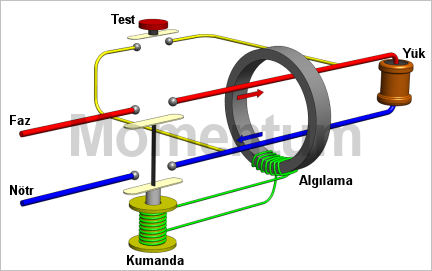 Test
Yük
Faz
Momentum
Nötr
Algılama
Kumanda